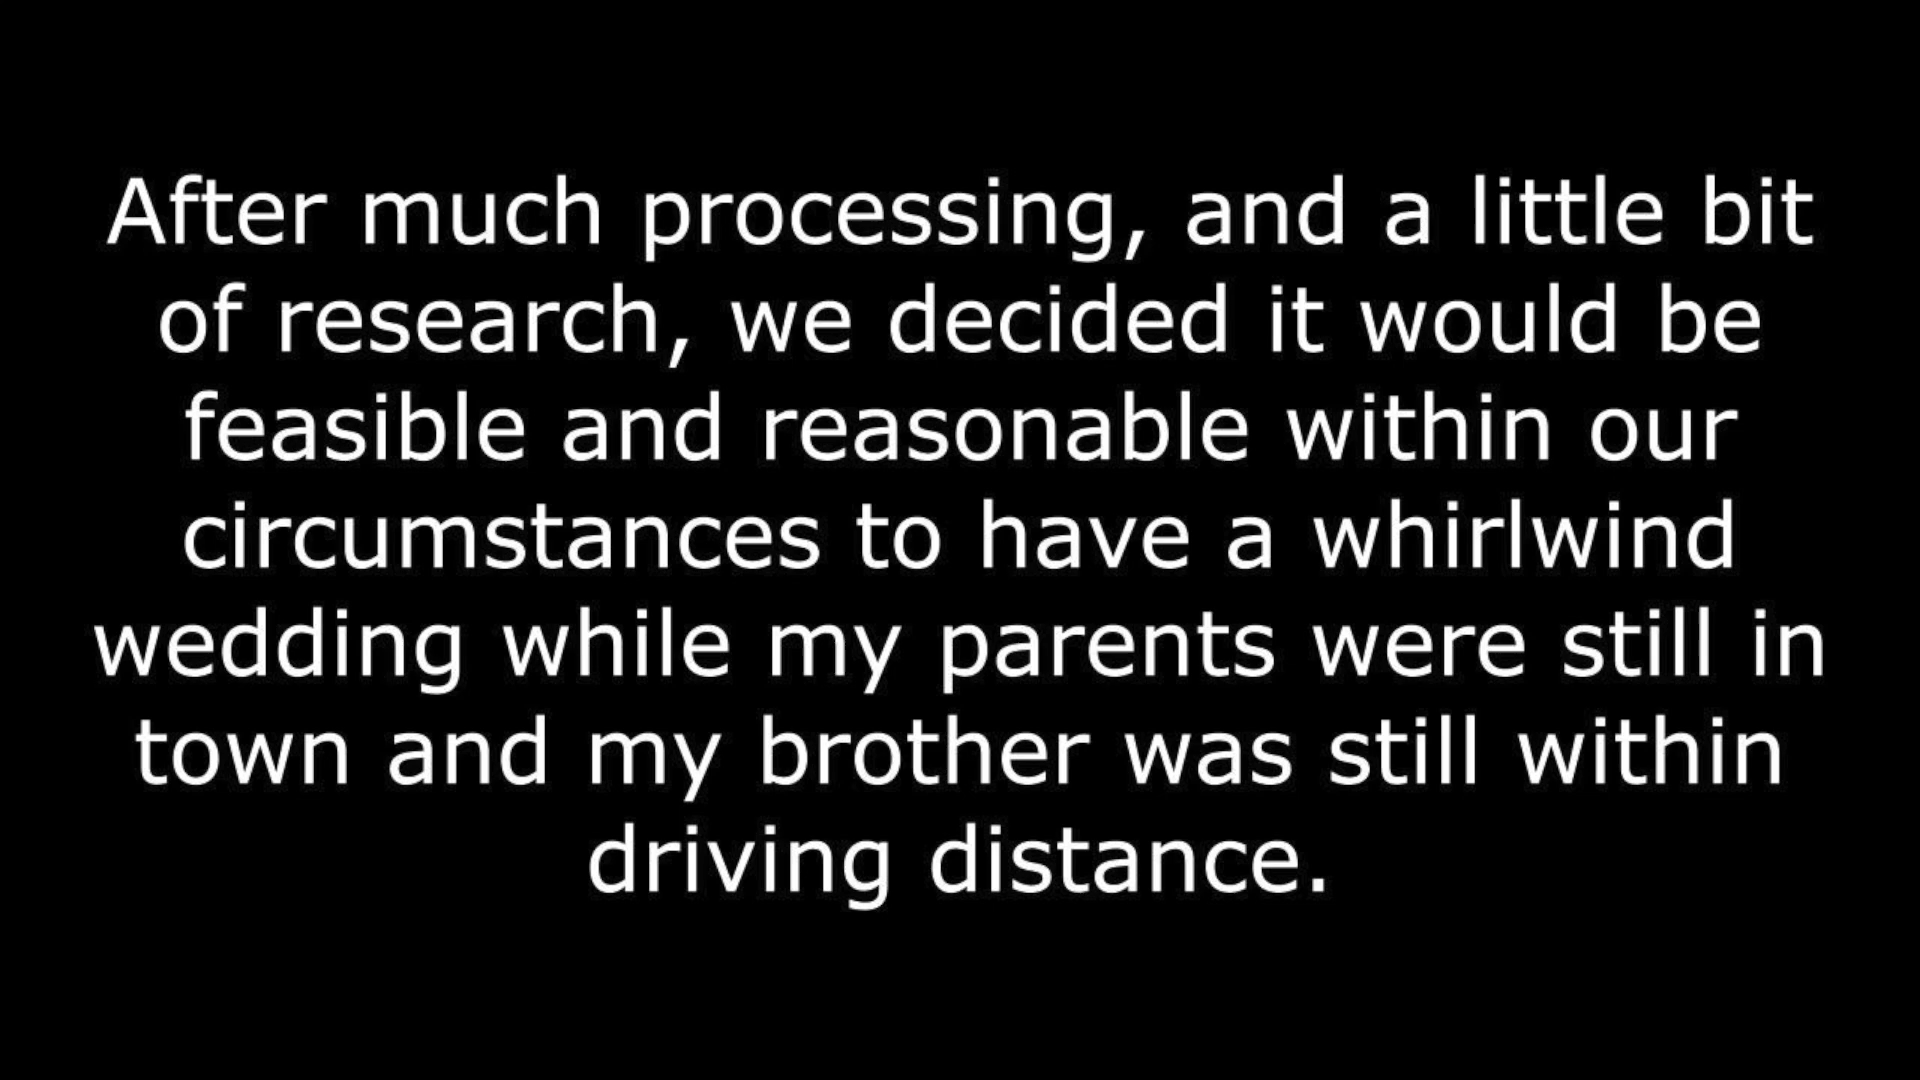 After much processing, and a little bit
of research, we decided it would be
feasible and reasonable within our
circumstances to have a whirlwind
wedding while my parents were still in
town and my brother was still within
driving distance.